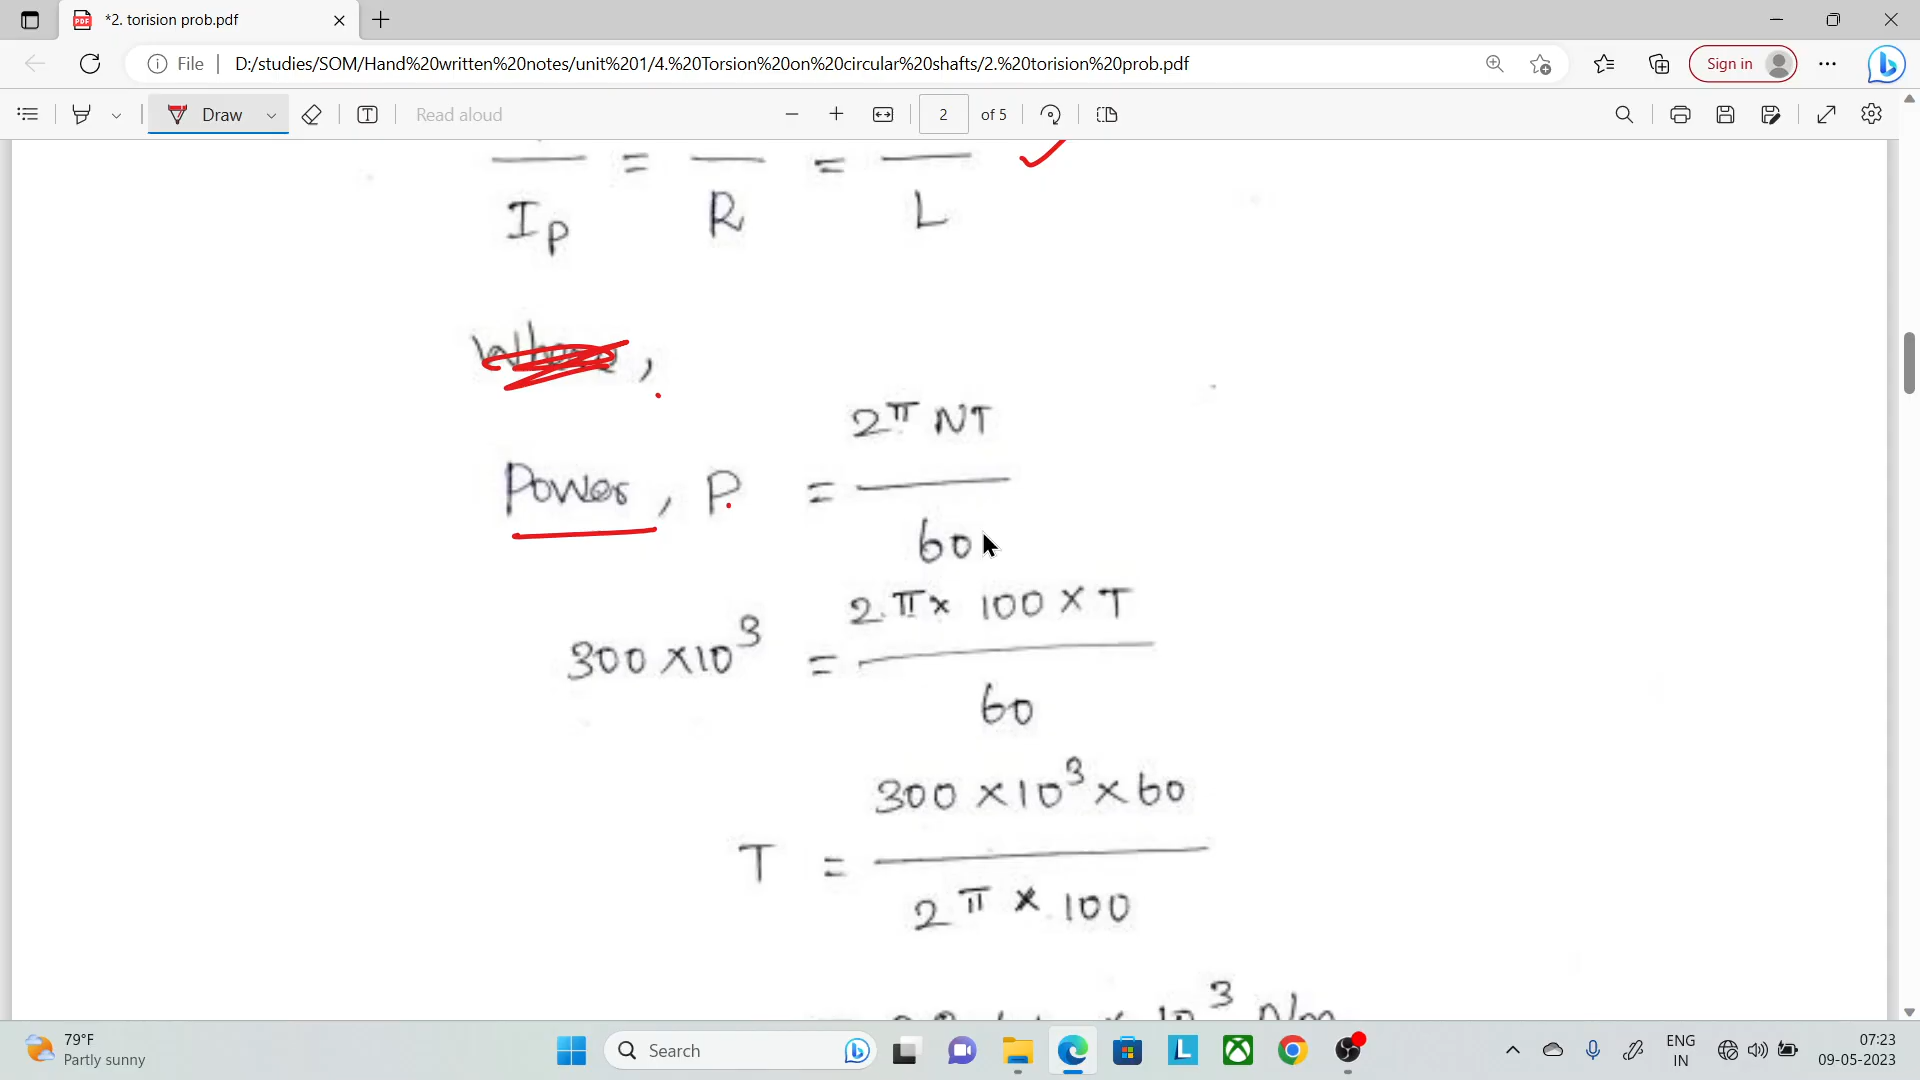 *2. torision prob.pdf
File
D:/studies/SOM/Hand%20written%20notes/unit%201/4.%20Torsion%20on%20circular%20shafts/2.%20torision%20prob.pdf
Sign in
Draw
T
Read aloud
2 of 5
= =
Ip R L
,
2π NT
Power, P =
60
2.π × 100 × T
300 ×10³ =
60
300 ×10³ × 60
T =
2π × 100
10³ N/m
79°F
Partly sunny
Search
L
ENG
IN
07:23
09-05-2023